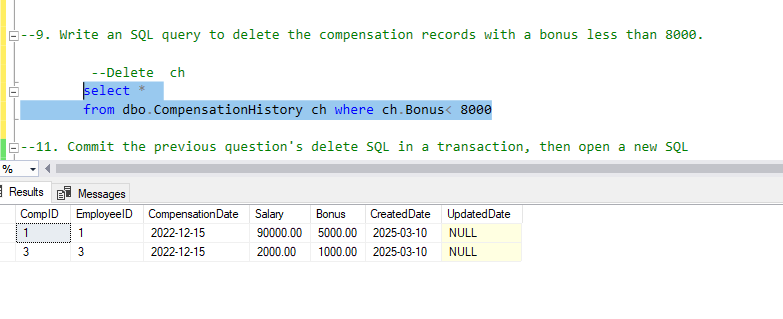 --9. Write an SQL query to delete the compensation records with a bonus less than 8000.
--Delete  ch
select *
from dbo.CompensationHistory ch where ch.Bonus< 8000
--11. Commit the previous question's delete SQL in a transaction, then open a new SQL
%
Results Messages
CompID EmployeeID CompensationDate Salary Bonus CreatedDate UpdatedDate
1 1 2022-12-15 90000.00 5000.00 2025-03-10 NULL
3 3 2022-12-15 2000.00 1000.00 2025-03-10 NULL